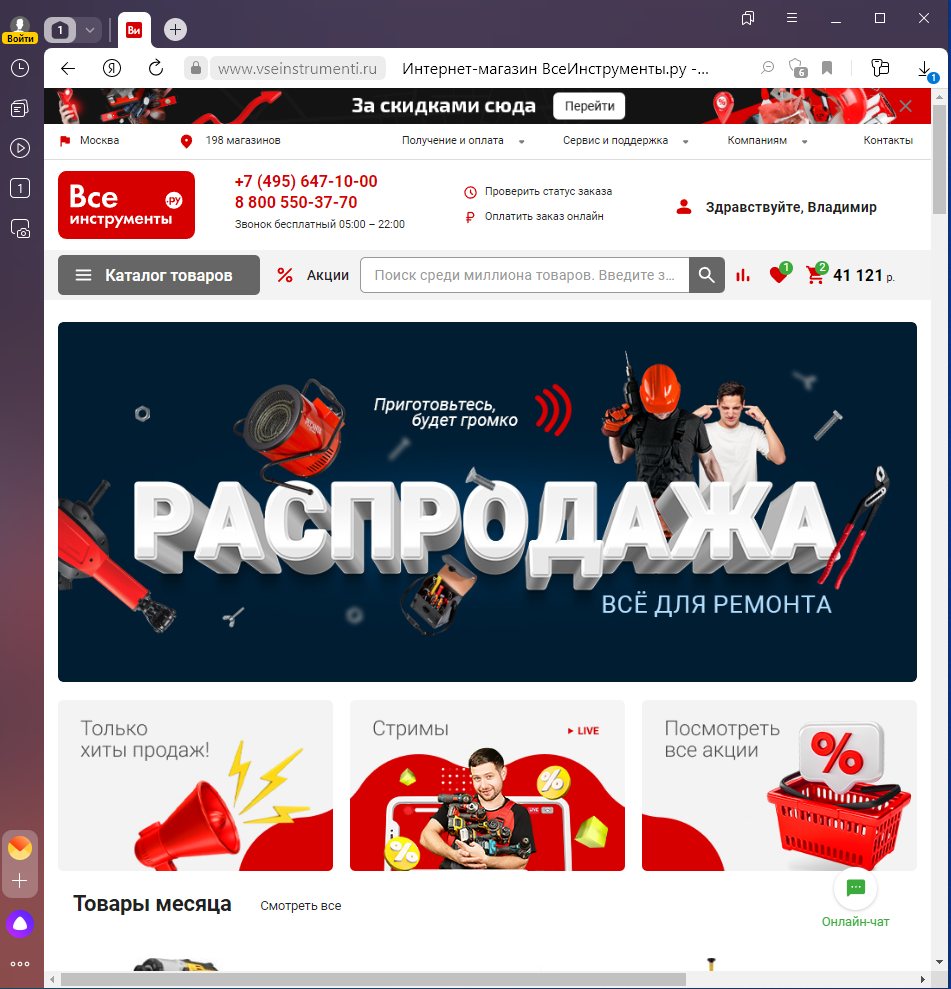 1
Ви
Войти
Я
www.vseinstrumenti.ru
Интернет-магазин ВсеИнструменты.ру -...
6
1
1
За скидками сюда
Перейти
Москва
198 магазинов
Получение и оплата
Сервис и поддержка
Компаниям
Контакты
Все
инструменты
.РУ
+7 (495) 647-10-00
8 800 550-37-70
Звонок бесплатный 05:00 – 22:00
Проверить статус заказа
Оплатить заказ онлайн
Здравствуйте, Владимир
Каталог товаров
% Акции
Поиск среди миллиона товаров. Введите з...
1
2
41 121 р.
Приготовьтесь,
будет громко
РАСПРОДАЖА
ВСЁ ДЛЯ РЕМОНТА
Только
хиты продаж!
Стримы
LIVE
%
%
Посмотреть
все акции
%
Товары месяца
Смотреть все
Онлайн-чат